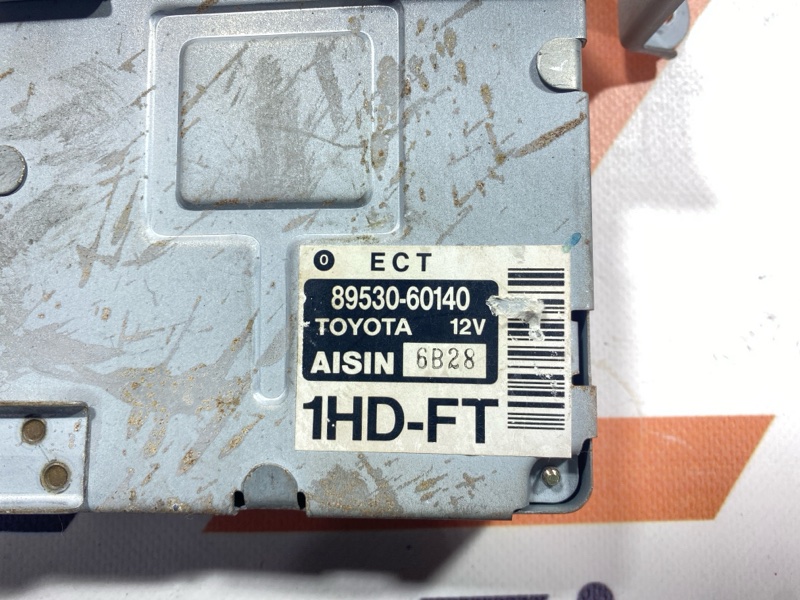 0 ECT
89530-60140
TOYOTA 12V
AISIN 6B28
1HD-FT